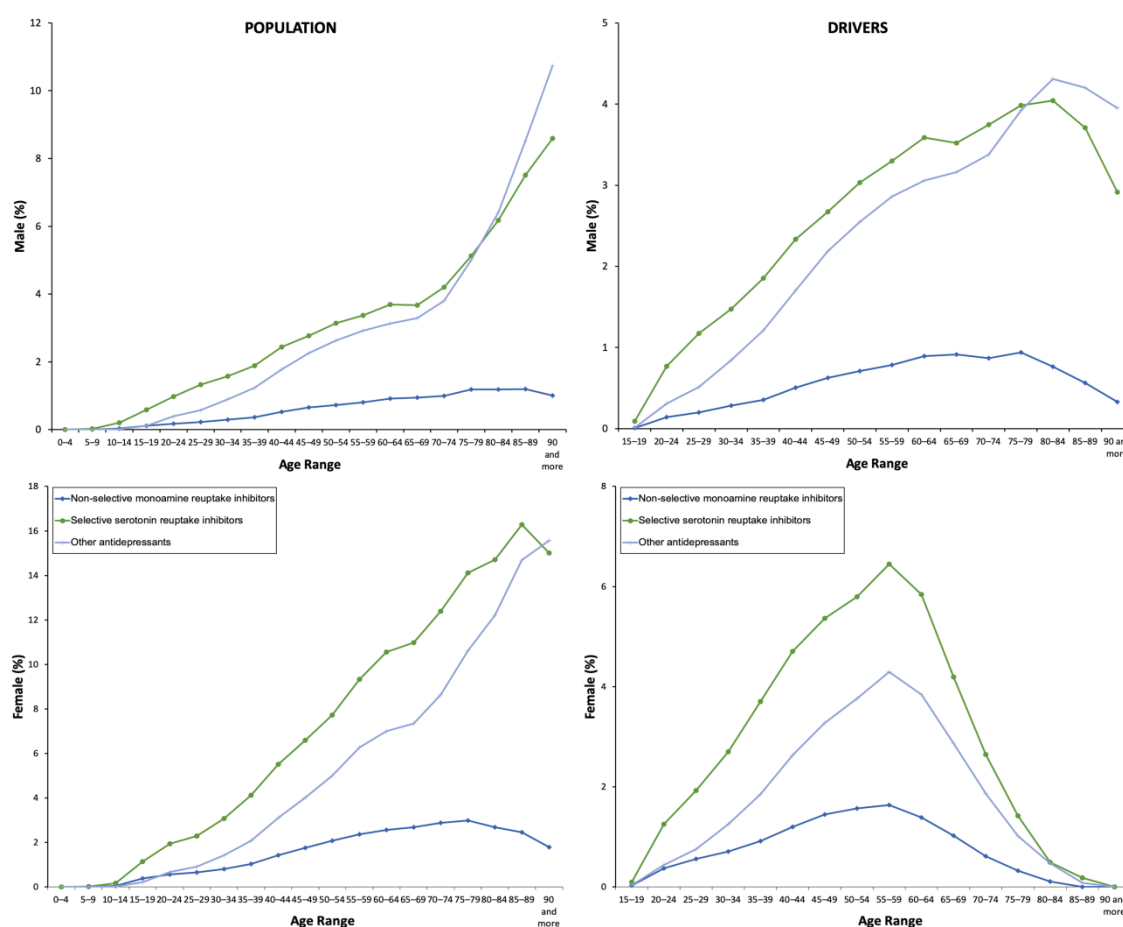 POPULATION
Male (%)
12
10
8
6
4
2
0
0–4 5–9 10–14 15–19 20–24 25–29 30–34 35–39 40–44 45–49 50–54 55–59 60–64 65–69 70–74 75–79 80–84 85–89 90
and
more
Age Range
DRIVERS
Male (%)
5
4
3
2
1
0
15–19 20–24 25–29 30–34 35–39 40–44 45–49 50–54 55–59 60–64 65–69 70–74 75–79 80–84 85–89 90 and
more
Age Range
Female (%)
18
16
14
12
10
8
6
4
2
0
Non-selective monoamine reuptake inhibitors
Selective serotonin reuptake inhibitors
Other antidepressants
0–4 5–9 10–14 15–19 20–24 25–29 30–34 35–39 40–44 45–49 50–54 55–59 60–64 65–69 70–74 75–79 80–84 85–89 90
and
more
Age Range
Female (%)
8
6
4
2
0
Non-selective monoamine reuptake inhibitors
Selective serotonin reuptake inhibitors
Other antidepressants
15–19 20–24 25–29 30–34 35–39 40–44 45–49 50–54 55–59 60–64 65–69 70–74 75–79 80–84 85–89 90 and
more
Age Range